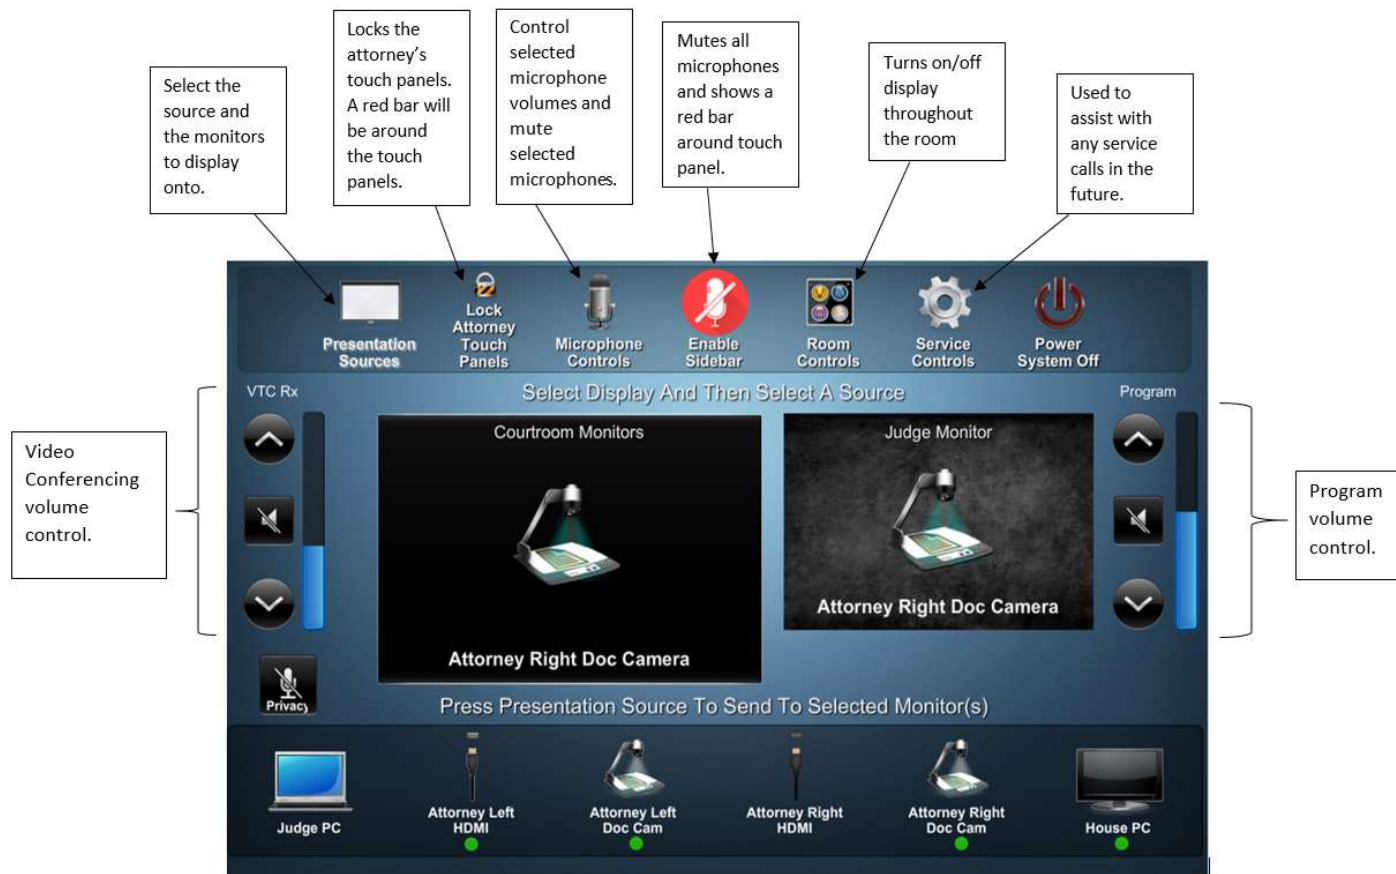 Select the
source and
the monitors
to display
onto.
Locks the
attorney's
touch panels.
A red bar will
be around
the touch
panels.
Control
selected
microphone
volumes and
mute
selected
microphones.
Mutes all
microphones
and shows a
red bar
around touch
panel.
Turns on/off
display
throughout
the room
Used to
assist with
any service
calls in the
future.
Presentation
Sources
Lock
Attorney
Touch
Panels
Microphone
Controls
Enable
Sidebar
Room
Controls
Service
Controls
Power
System Off
VTC Rx
Select Display And Then Select A Source
Program
Video
Conferencing
volume
control.
Courtroom Monitors
Attorney Right Doc Camera
Judge Monitor
Attorney Right Doc Camera
Program
volume
control.
Privacy
Press Presentation Source To Send To Selected Monitor(s)
Judge PC
Attorney Left
HDMI
Attorney Left
Doc Cam
Attorney Right
HDMI
Attorney Right
Doc Cam
House PC